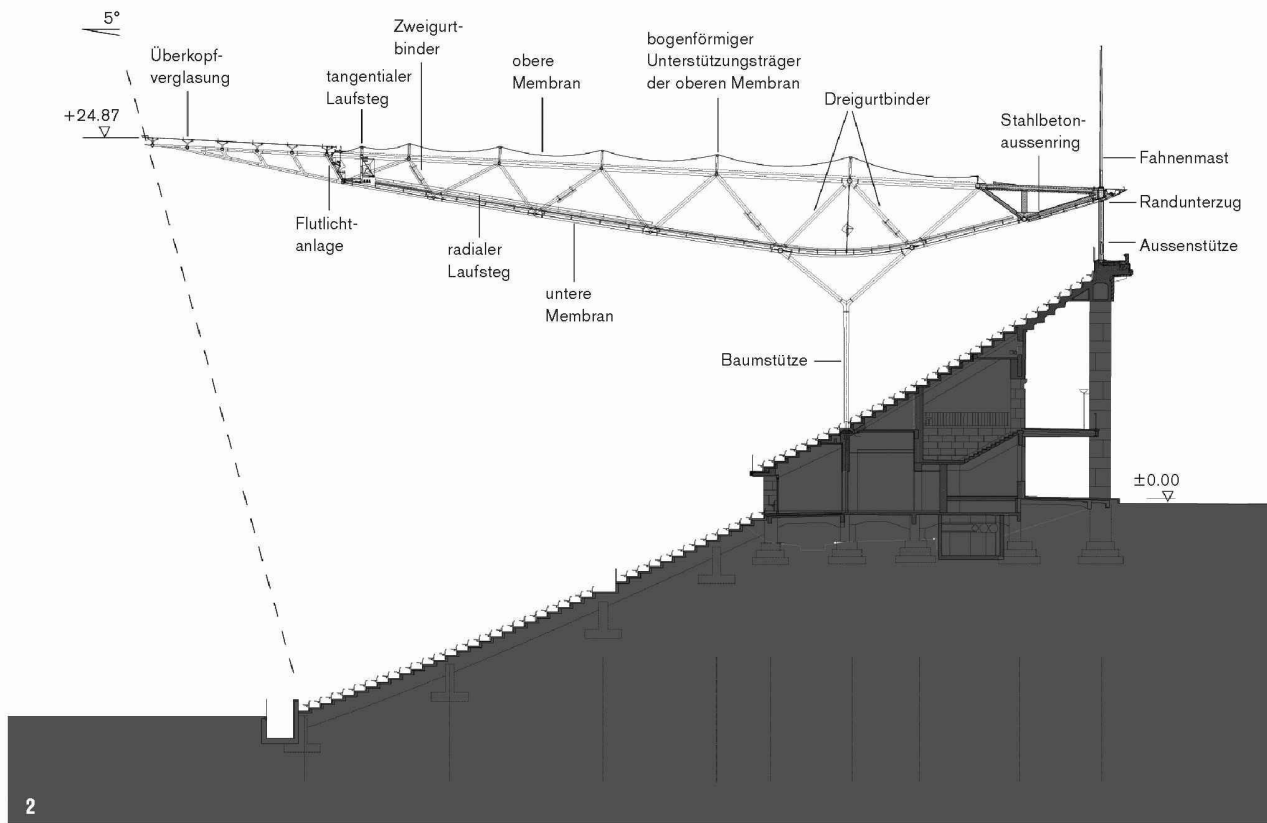 5°
Überkopf-
verglasung
+24.87
tangentialer
Laufsteg
Zweigurt-
binder
obere
Membran
bogenförmiger
Unterstützungsträger
der oberen Membran
Dreigurtbinder
Stahlbeton-
aussenring
Fahnenmast
Randunterzug
Aussenstütze
Flutlicht-
anlage
radialer
Laufsteg
untere
Membran
Baumstütze
±0.00
2